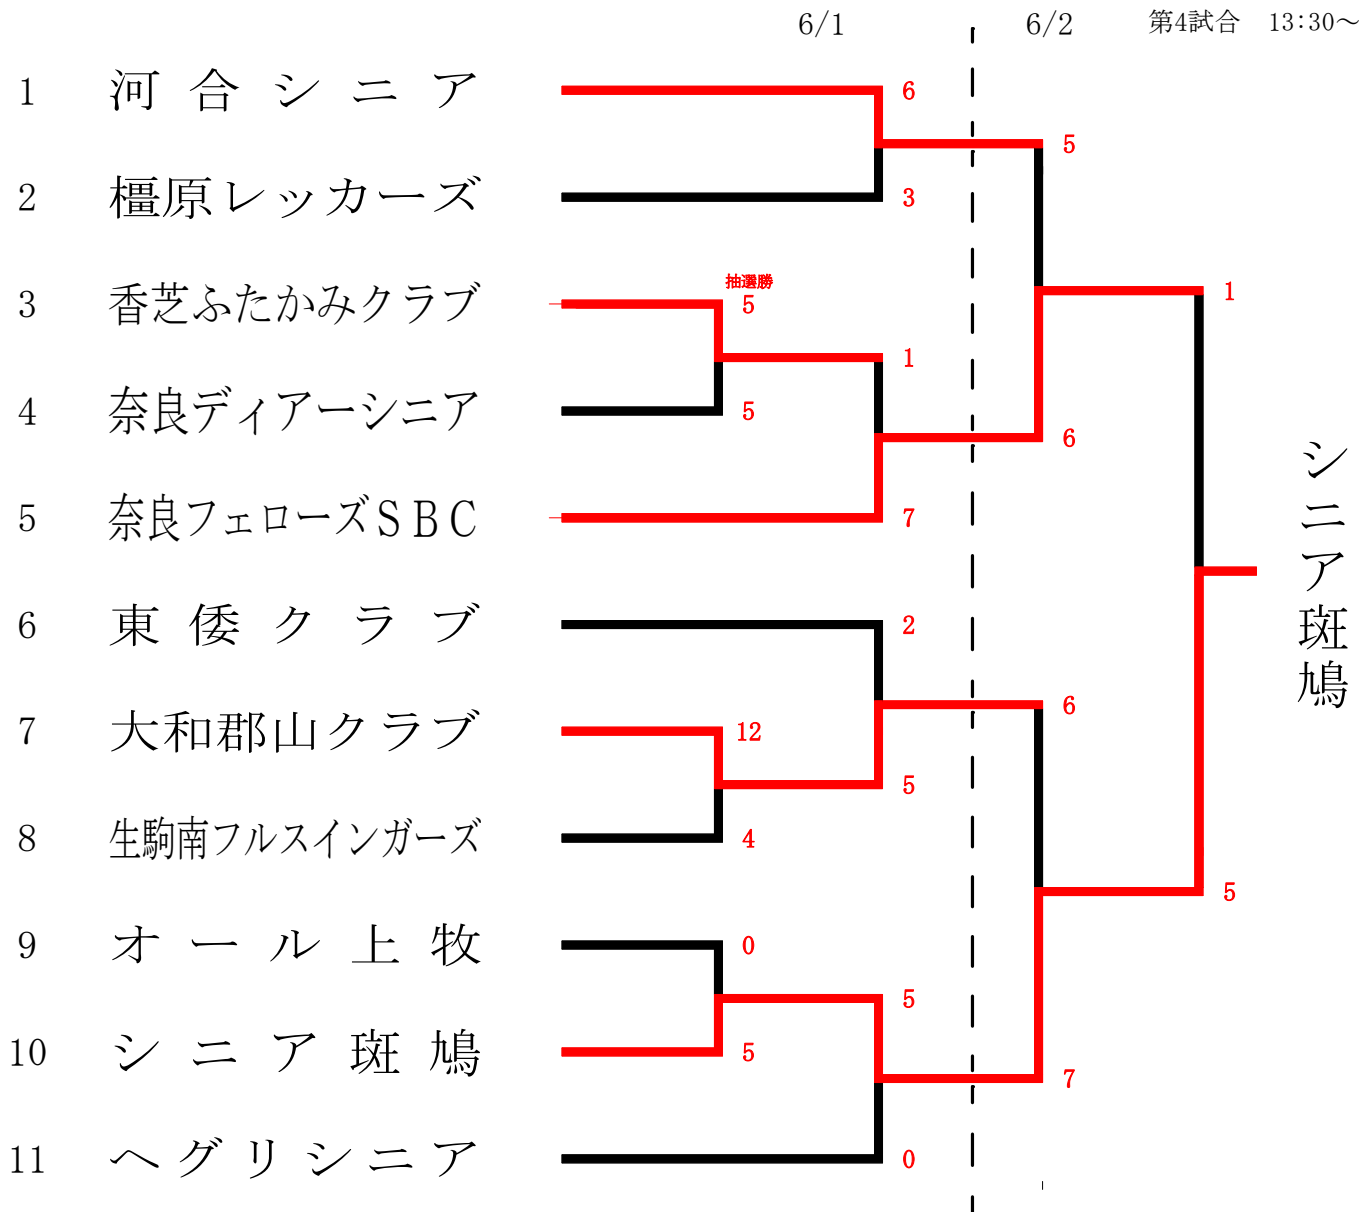 6/1 6/2 第4試合 13:30～
1 河合シニア 6
5
2 橿原レッカーズ 3
抽選勝
3 香芝ふたかみクラブ 5
1
1
4 奈良ディアーシニア 5
6
5 奈良フェローズSBC 7
シニア斑鳩
6 東倭クラブ 2
6
7 大和郡山クラブ 12
5
8 生駒南フルスインガーズ 4
5
9 オール上牧 0
5
10 シニア斑鳩 5
7
11 ヘグリシニア 0